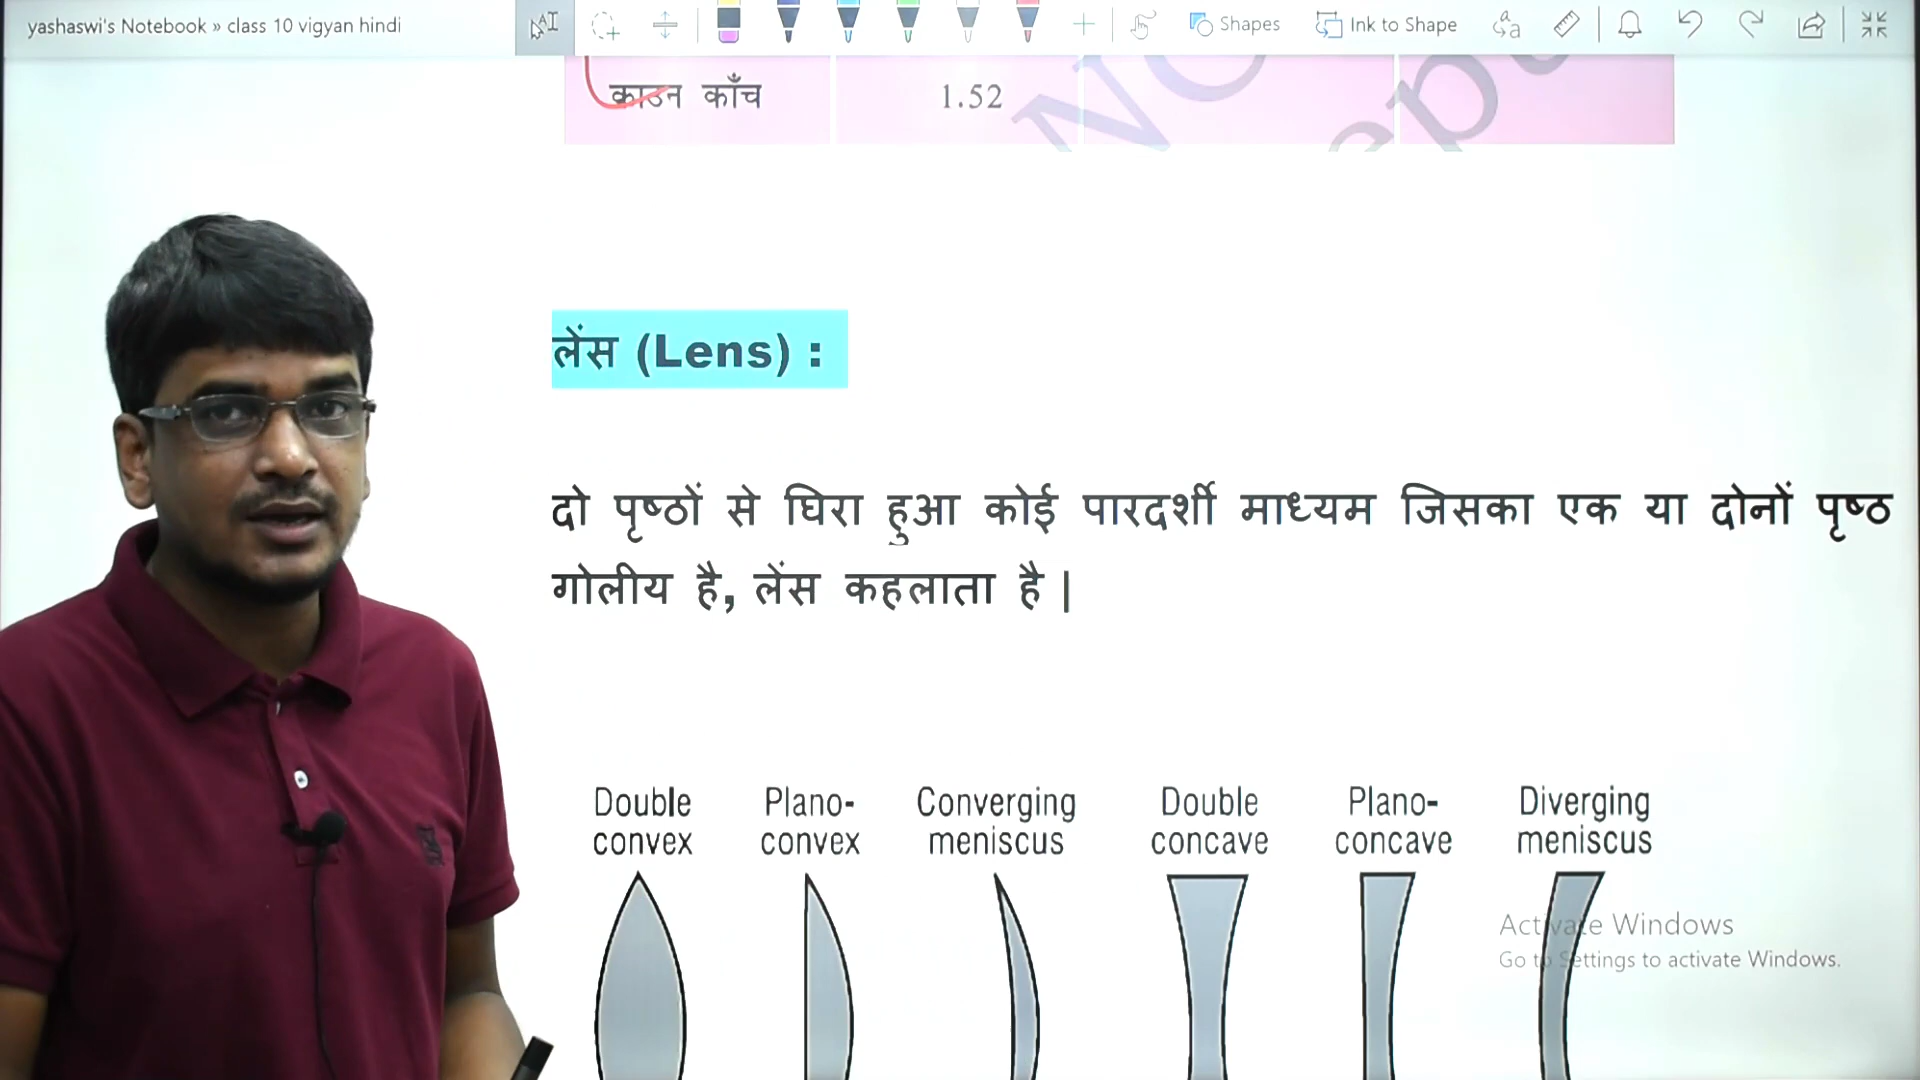 yashaswi's Notebook » class 10 vigyan hindi
Shapes
Ink to Shape
काउन काँच 1.52
लेंस (Lens) :
दो पृष्ठों से घिरा हुआ कोई पारदर्शी माध्यम जिसका एक या दोनों पृष्ठ
गोलीय है, लेंस कहलाता है |
Double convex
Plano-convex
Converging meniscus
Double concave
Plano-concave
Diverging meniscus
Activate Windows
Go to Settings to activate Windows.